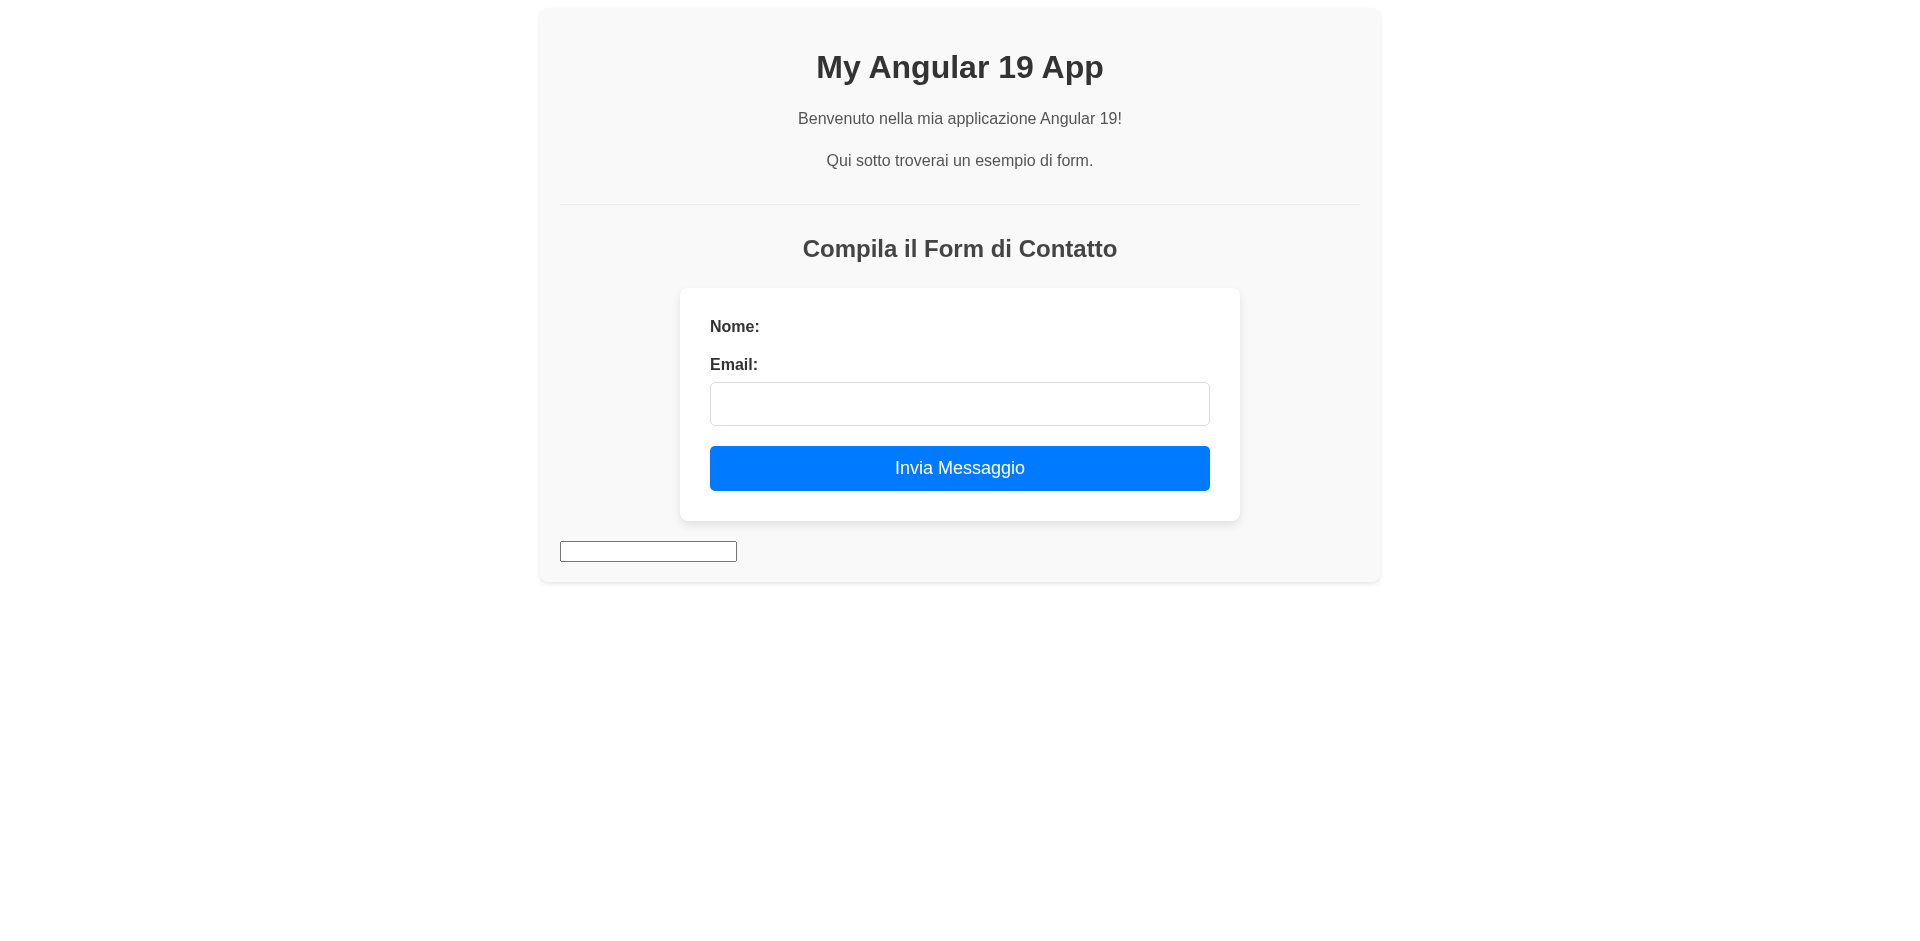 My Angular 19 App
Benvenuto nella mia applicazione Angular 19!
Qui sotto troverai un esempio di form.
Compila il Form di Contatto
Nome:
Email:
Invia Messaggio